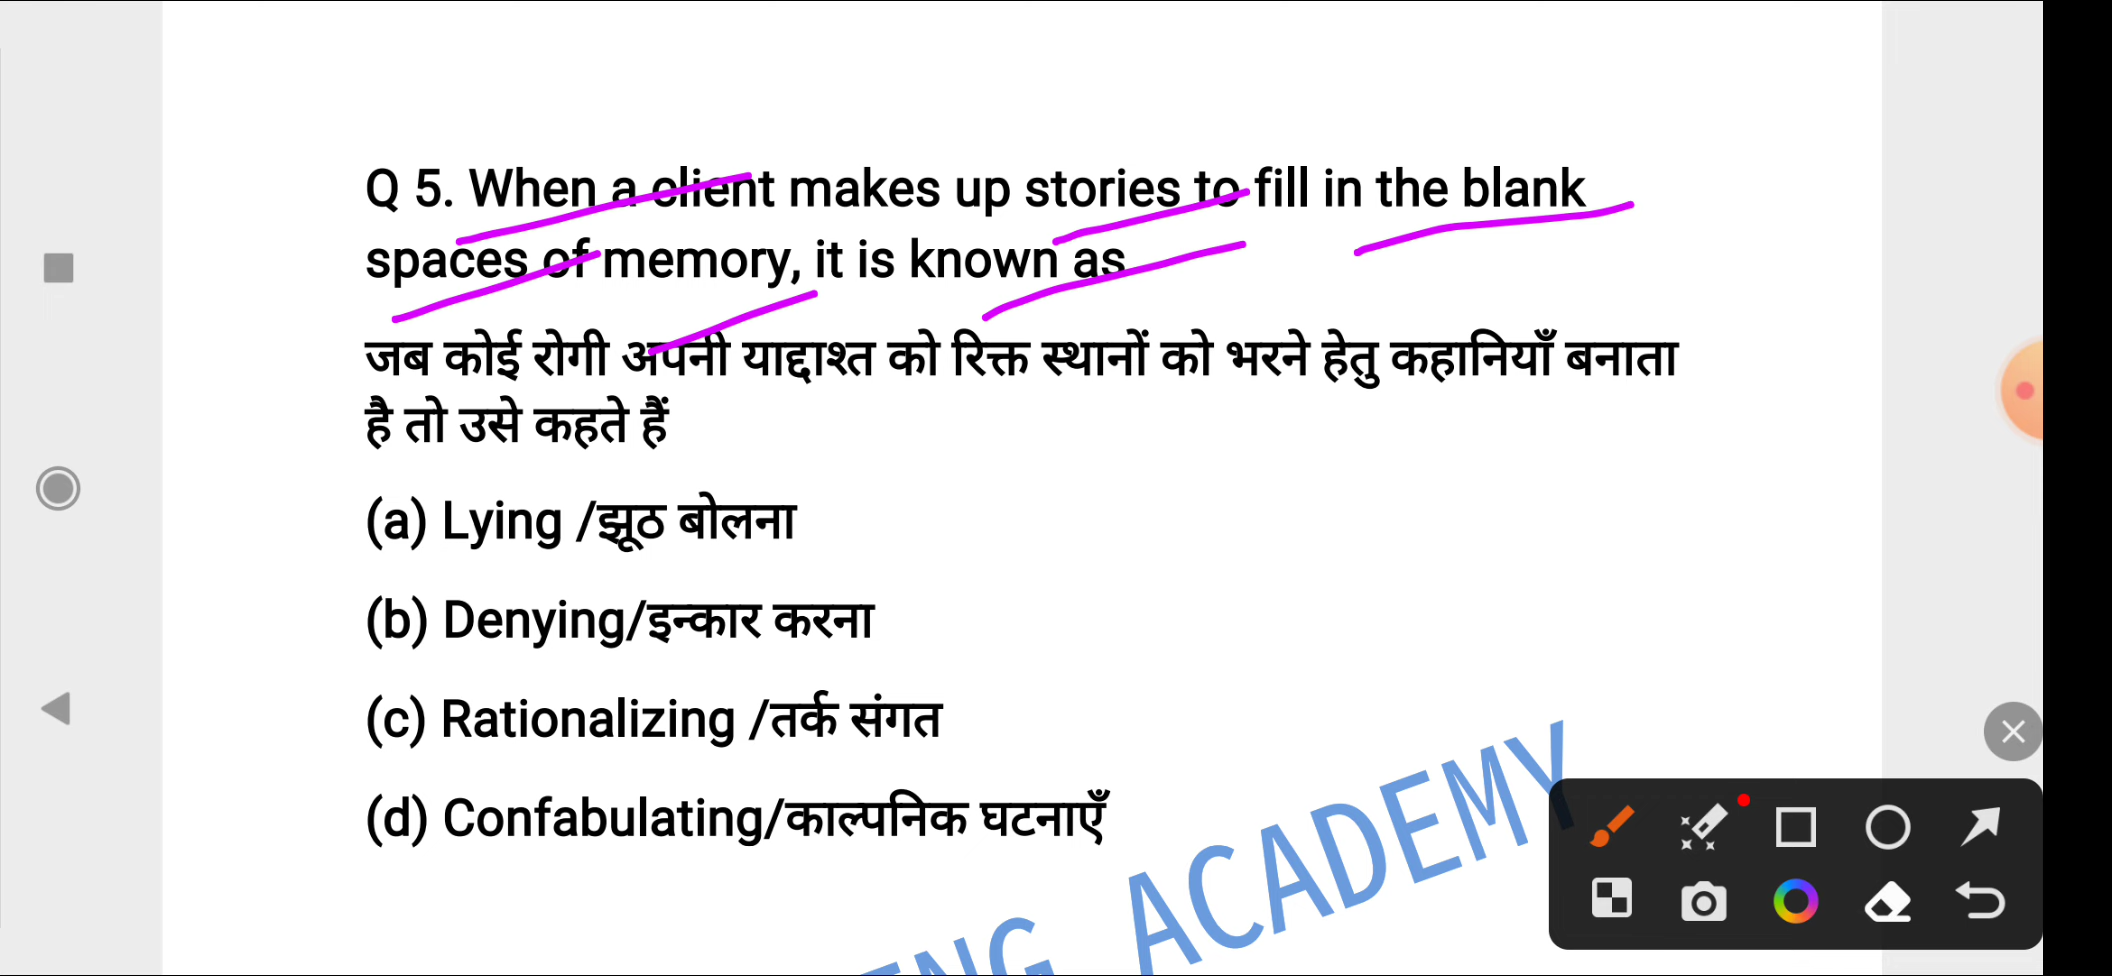 Q 5. When a client makes up stories to fill in the blank
spaces of memory, it is known as
जब कोई रोगी अपनी याद्दाश्त को रिक्त स्थानों को भरने हेतु कहानियाँ बनाता
है तो उसे कहते हैं
(a) Lying /झूठ बोलना
(b) Denying/इन्कार करना
(c) Rationalizing /तर्क संगत
(d) Confabulating/काल्पनिक घटनाएँ
ACADEMY